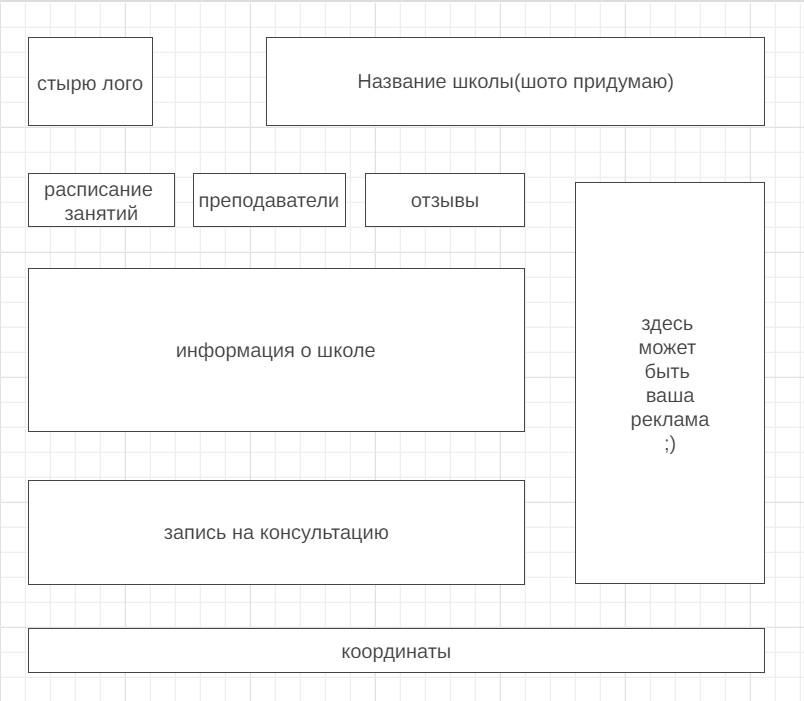 стырю лого
Название школы(шото придумаю)
расписание
занятий
преподаватели
отзывы
информация о школе
здесь
может
быть
ваша
реклама
;)
запись на консультацию
координаты